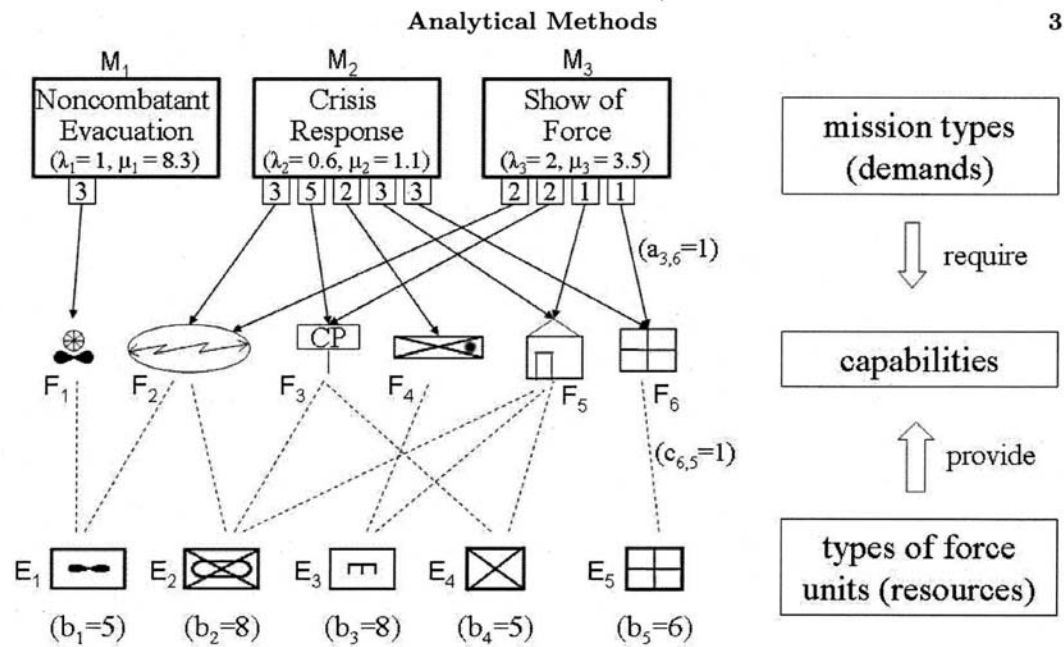 Analytical Methods 3
M₁ M₂ M₃
Noncombatant
Evacuation
(λ₁= 1, μ₁ = 8.3)
Crisis
Response
(λ₂= 0.6, μ₂ = 1.1)
Show of
Force
(λ₃= 2, μ₃ = 3.5)
3 3 5 2 3 3 2 2 1 1
(a₃,₆=1)
CP
F₁ F₂ F₃ F₄ F₅ F₆
(c₆,₅=1)
E₁ E₂ E₃ E₄ E₅
(b₁=5) (b₂=8) (b₃=8) (b₄=5) (b₅=6)
mission types
(demands)
require
capabilities
provide
types of force
units (resources)